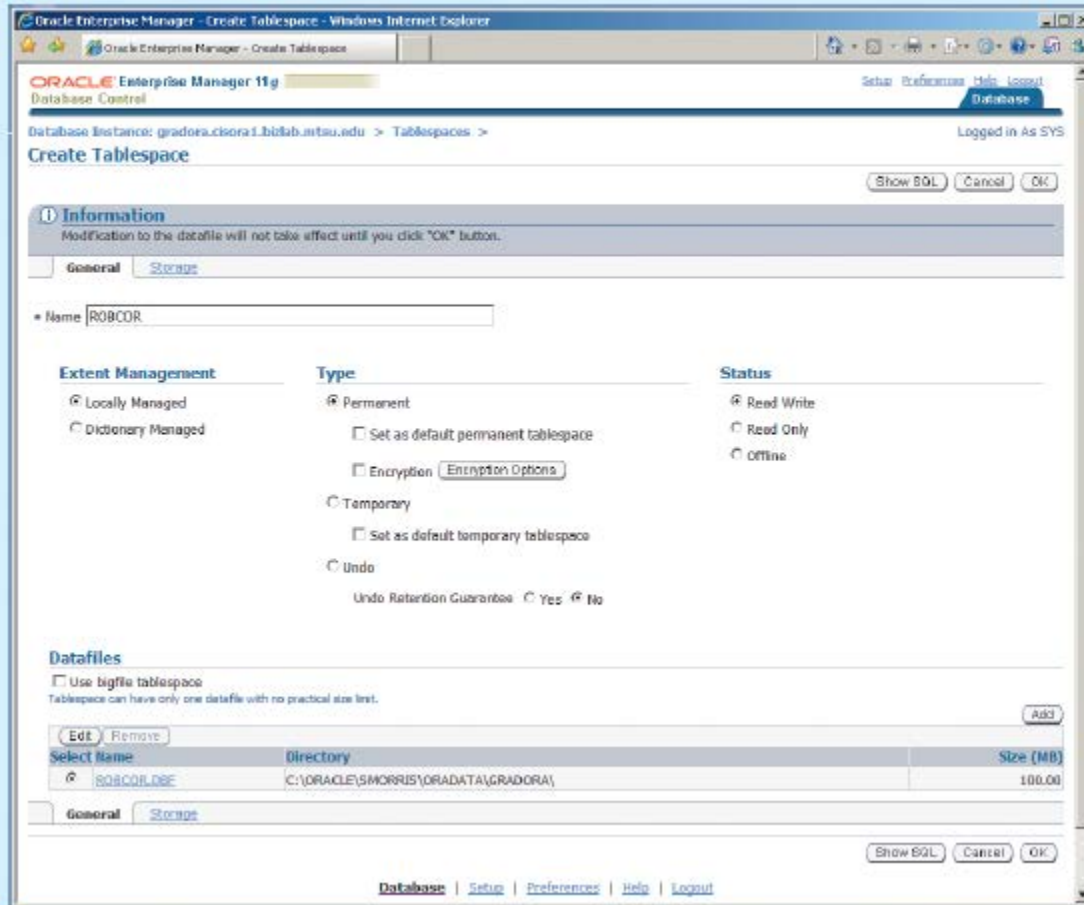 Oracle Enterprise Manager - Create Tablespace - Windows Internet Explorer
Oracle Enterprise Manager - Create Tablespace
ORACLE Enterprise Manager 11g
Database Control
Setup Preferences Help Logout
Database
Database Instance: gradora.cisora1.bizlab.mtsu.edu > Tablespaces >
Logged in As SYS
Create Tablespace
Show SQL Cancel OK
Information
Modification to the datafile will not take effect until you click "OK" button.
General Storage
* Name ROBCOR
Extent Management Type Status
Locally Managed Permanent Read Write
Dictionary Managed Set as default permanent tablespace Read Only
Encryption Encryption Options Offline
Temporary
Set as default temporary tablespace
Undo
Undo Retention Guarantee Yes No
Datafiles
Use bigfile tablespace
Tablespace can have only one datafile with no practical size limit.
Add
Edit Remove
Select Name Directory Size (MB)
ROBCOR.DBF C:\ORACLE\SMORRIS\ORADATA\GRADORA\ 100.00
General Storage
Show SQL Cancel OK
Database | Setup | Preferences | Help | Logout